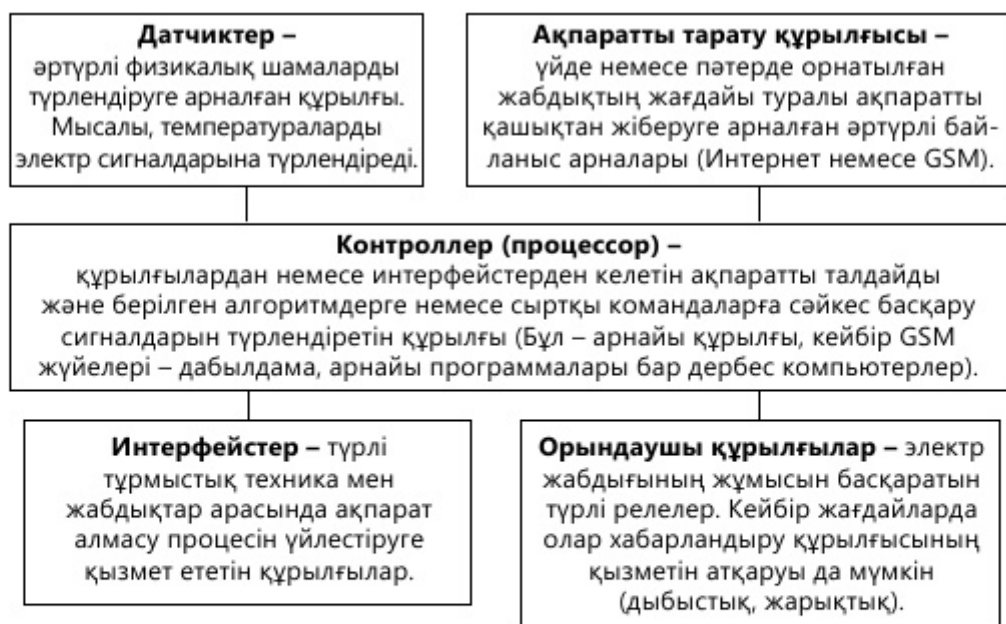 Датчиктер –
әртүрлі физикалық шамаларды
түрлендіруге арналған құрылғы.
Мысалы, температураларды
электр сигналдарына түрлендіреді.
Ақпаратты тарату құрылғысы –
үйде немесе пәтерде орнатылған
жабдықтың жағдайы туралы ақпаратты
қашықтан жіберуге арналған әртүрлі бай-
ланыс арналары (Интернет немесе GSM).
Контроллер (процессор) –
құрылғылардан немесе интерфейстерден келетін ақпаратты талдайды
және берілген алгоритмдерге немесе сыртқы командаларға сәйкес басқару
сигналдарын түрлендіретін құрылғы (Бұл – арнайы құрылғы, кейбір GSM
жүйелері – дабылдама, арнайы программалары бар дербес компьютерлер).
Интерфейстер – түрлі
тұрмыстық техника мен
жабдықтар арасында ақпарат
алмасу процесін үйлестіруге
қызмет ететін құрылғылар.
Орындаушы құрылғылар – электр
жабдығының жұмысын басқаратын
түрлі релелер. Кейбір жағдайларда
олар хабарландыру құрылғысының
қызметін атқаруы да мүмкін
(дыбыстық, жарықтық).